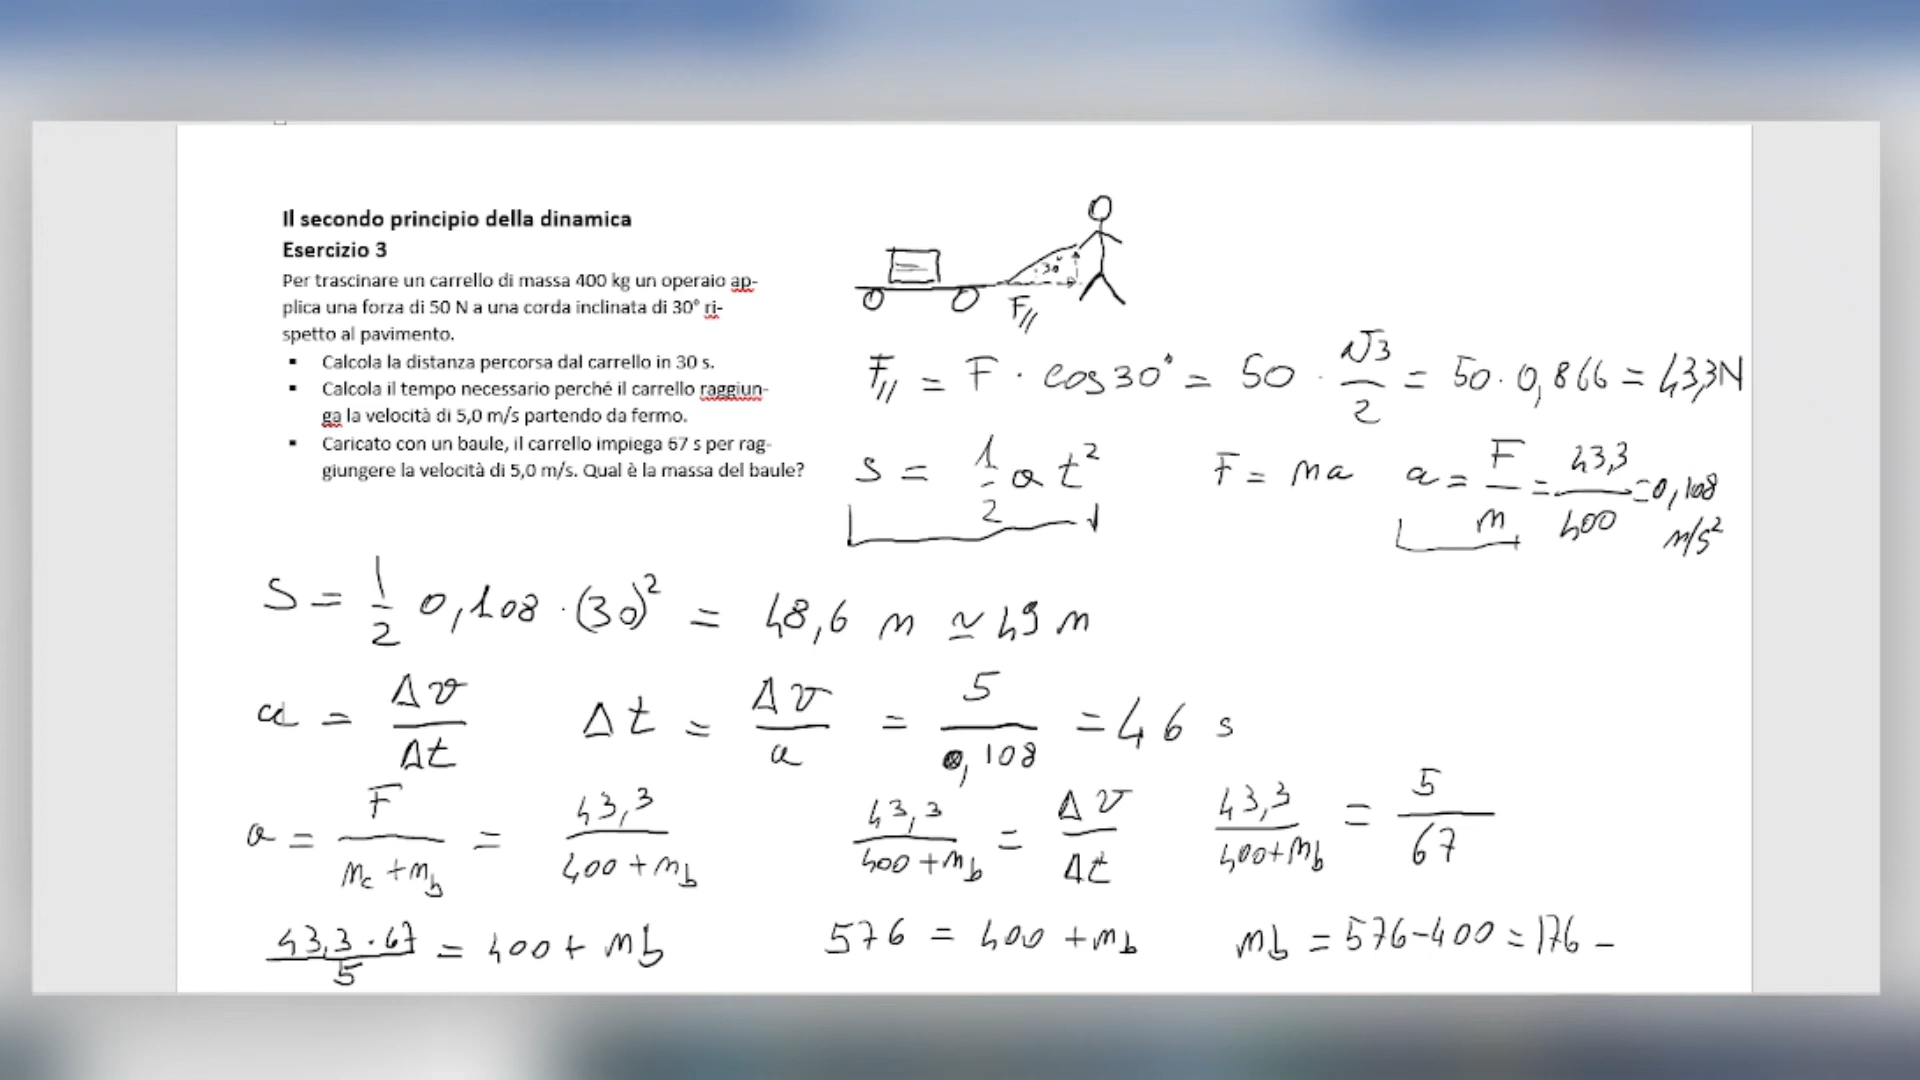 Il secondo principio della dinamica
Esercizio 3
Per trascinare un carrello di massa 400 kg un operaio ap-
plica una forza di 50 N a una corda inclinata di 30° ri-
spetto al pavimento.
▪ Calcola la distanza percorsa dal carrello in 30 s.
▪ Calcola il tempo necessario perché il carrello raggiun-
ga la velocità di 5,0 m/s partendo da fermo.
▪ Caricato con un baule, il carrello impiega 67 s per rag-
giungere la velocità di 5,0 m/s. Qual è la massa del baule?
30°
F//
F// = F · cos30° = 50 · √3/2 = 50 · 0,866 = 43,3N
S = 1/2 a t² F = ma a = F/m = 43,3/400 = 0,108 m/s²
S = 1/2 0,108 · (30)² = 48,6 m ≃ 49 m
a = Δv/Δt Δt = Δv/a = 5/0,108 = 46 s
a = F/(mc + mb) = 43,3/(400 + mb) 43,3/(400 + mb) = Δv/Δt 43,3/(400+mb) = 5/67
43,3 · 67/5 = 400 + mb 576 = 400 + mb mb = 576-400 = 176 -